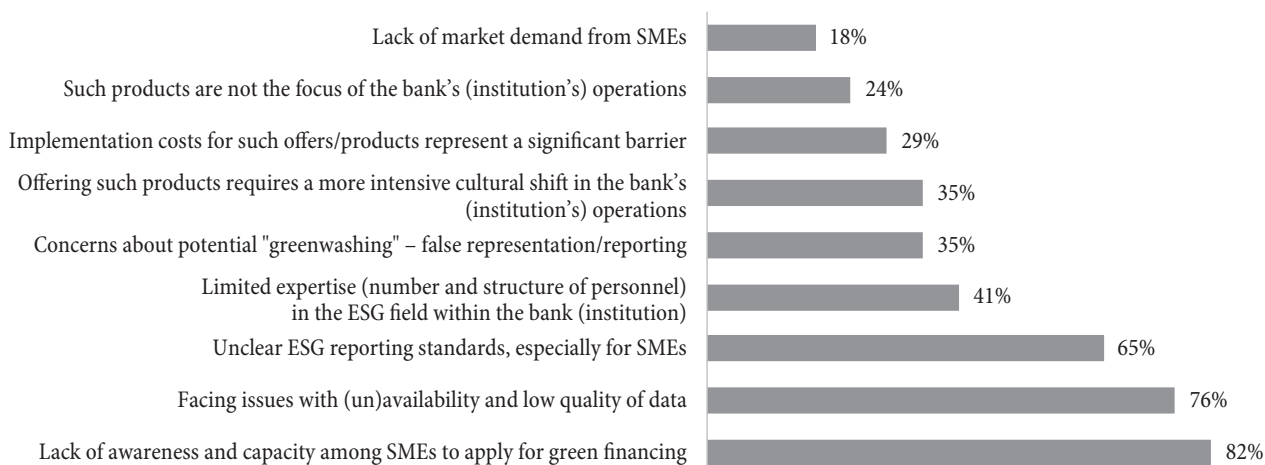 Lack of market demand from SMEs 18%
Such products are not the focus of the bank’s (institution’s) operations 24%
Implementation costs for such offers/products represent a significant barrier 29%
Offering such products requires a more intensive cultural shift in the bank’s
(institution’s) operations 35%
Concerns about potential "greenwashing" – false representation/reporting 35%
Limited expertise (number and structure of personnel)
in the ESG field within the bank (institution) 41%
Unclear ESG reporting standards, especially for SMEs 65%
Facing issues with (un)availability and low quality of data 76%
Lack of awareness and capacity among SMEs to apply for green financing 82%